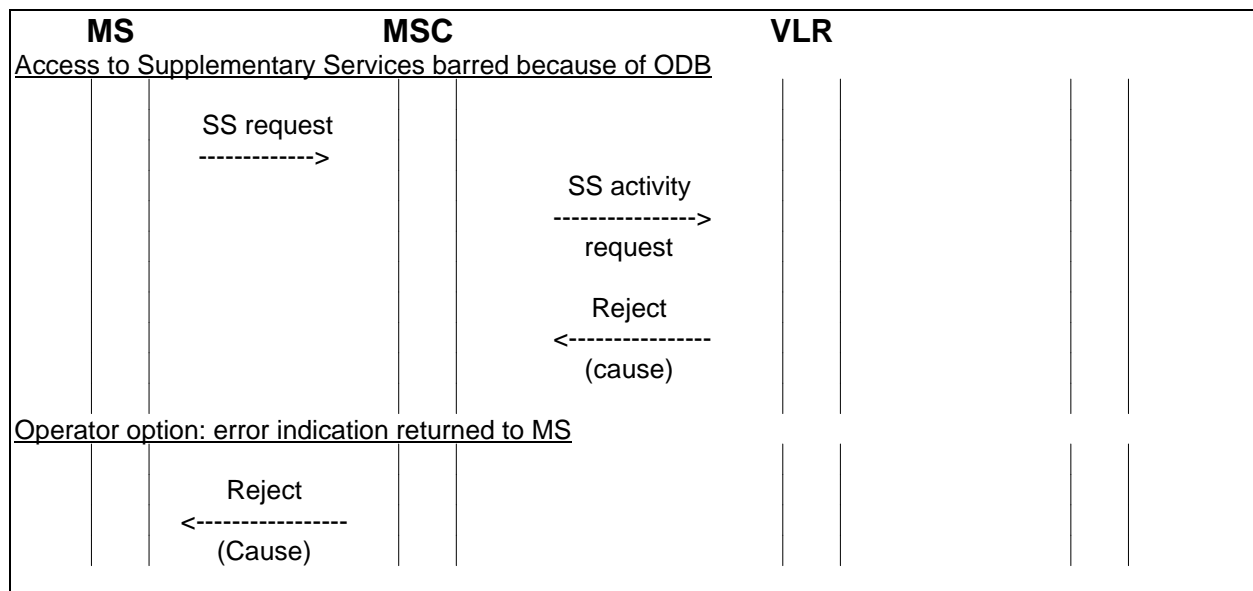 MS MSC VLR
Access to Supplementary Services barred because of ODB
SS request
------------->
SS activity
---------------->
request
Reject
<----------------
(cause)
Operator option: error indication returned to MS
Reject
<-----------------
(Cause)